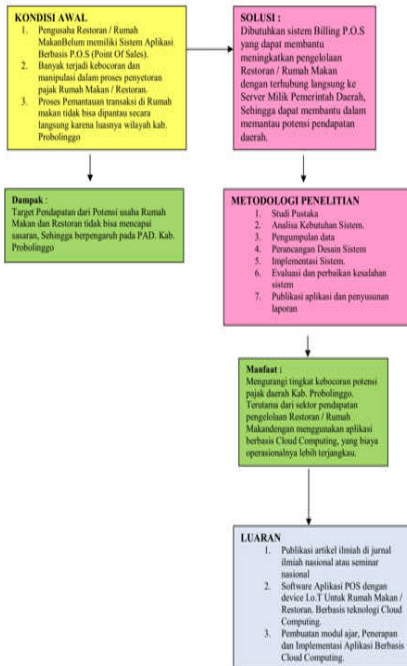 KONDISI AWAL
1. Pengusaha Restoran / Rumah
MakanBelum memiliki Sistem Aplikasi
Berbasis P.O.S (Point Of Sales).
2. Banyak terjadi kebocoran dan
manipulasi dalam proses penyetoran
pajak Rumah Makan / Restoran.
3. Proses Pemantauan transaksi di Rumah
makan tidak bisa dipantau secara
langsung karena luasnya wilayah kab.
Probolinggo
SOLUSI :
Dibutuhkan sistem Billing P.O.S
yang dapat membantu
meningkatkan pengelolaan
Restoran / Rumah Makan
dengan terhubung langsung ke
Server Milik Pemerintah Daerah,
Sehingga dapat membantu dalam
memantau potensi pendapatan
daerah.
Dampak :
Target Pendapatan dari Potensi usaha Rumah
Makan dan Restoran tidak bisa mencapai
sasaran, Sehingga berpengaruh pada PAD. Kab.
Probolinggo
METODOLOGI PENELITIAN
1. Studi Pustaka
2. Analisa Kebutuhan Sistem.
3. Pengumpulan data
4. Perancangan Desain Sistem
5. Implementasi Sistem.
6. Evaluasi dan perbaikan kesalahan
sistem
7. Publikasi aplikasi dan penyusunan
laporan
Manfaat :
Mengurangi tingkat kebocoran potensi
pajak daerah Kab. Probolinggo.
Terutama dari sektor pendapatan
pengelolaan Restoran / Rumah
Makandengan menggunakan aplikasi
berbasis Cloud Computing, yang biaya
operasionalnya lebih terjangkau.
LUARAN
1. Publikasi artikel ilmiah di jurnal
ilmiah nasional atau seminar
nasional
2. Software Aplikasi POS dengan
device I.o.T Untuk Rumah Makan /
Restoran. Berbasis teknologi Cloud
Computing.
3. Pembuatan modul ajar, Penerapan
dan Implementasi Aplikasi Berbasis
Cloud Computing.